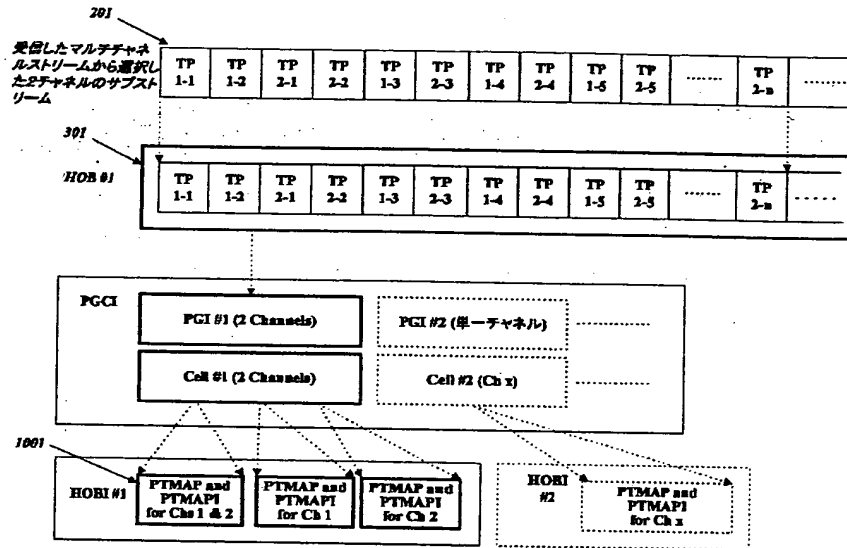 201
受信したマルチチャネ
ルストリームから選択し
た2チャネルのサブスト
リーム
TP 1-1 TP 1-2 TP 2-1 TP 2-2 TP 1-3 TP 2-3 TP 1-4 TP 2-4 TP 1-5 TP 2-5 ........ TP 2-n ........
301
HOB #1
TP 1-1 TP 1-2 TP 2-1 TP 2-2 TP 1-3 TP 2-3 TP 1-4 TP 2-4 TP 1-5 TP 2-5 ........ TP 2-n ........
PGCI
PGI #1 (2 Channels)
PGI #2 (単一チャネル)
Cell #1 (2 Channels)
Cell #2 (Ch x)
1001
HOBI #1
PTMAP and
PTMAPI
for Chs 1 & 2
PTMAP and
PTMAPI
for Ch 1
PTMAP and
PTMAPI
for Ch 2
HOBI
#2
PTMAP and
PTMAPI
for Ch x